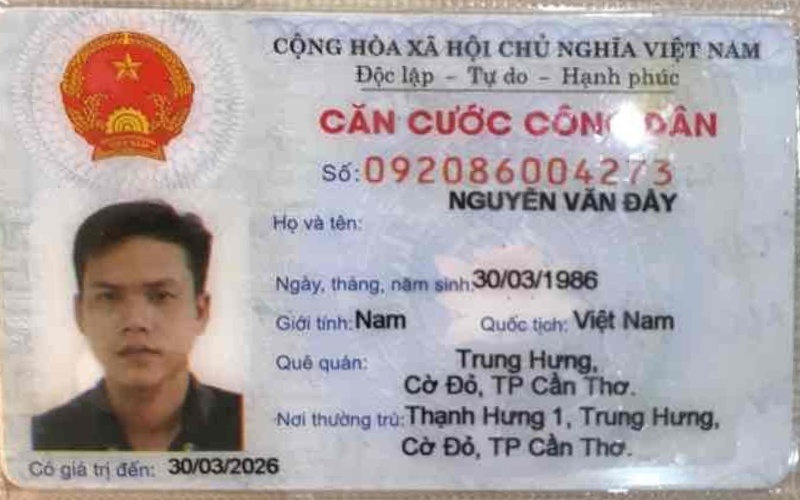 CỘNG HÒA XÃ HỘI CHỦ NGHĨA VIỆT NAM
Độc lập - Tự do - Hạnh phúc
CĂN CƯỚC CÔNG DÂN
Số: 092086004273
NGUYỄN VĂN ĐÂY
Họ và tên:
Ngày, tháng, năm sinh: 30/03/1986
Giới tính: Nam Quốc tịch: Việt Nam
Quê quán: Trung Hưng,
Cờ Đỏ, TP Cần Thơ.
Nơi thường trú: Thạnh Hưng 1, Trung Hưng,
Cờ Đỏ, TP Cần Thơ.
Có giá trị đến: 30/03/2026